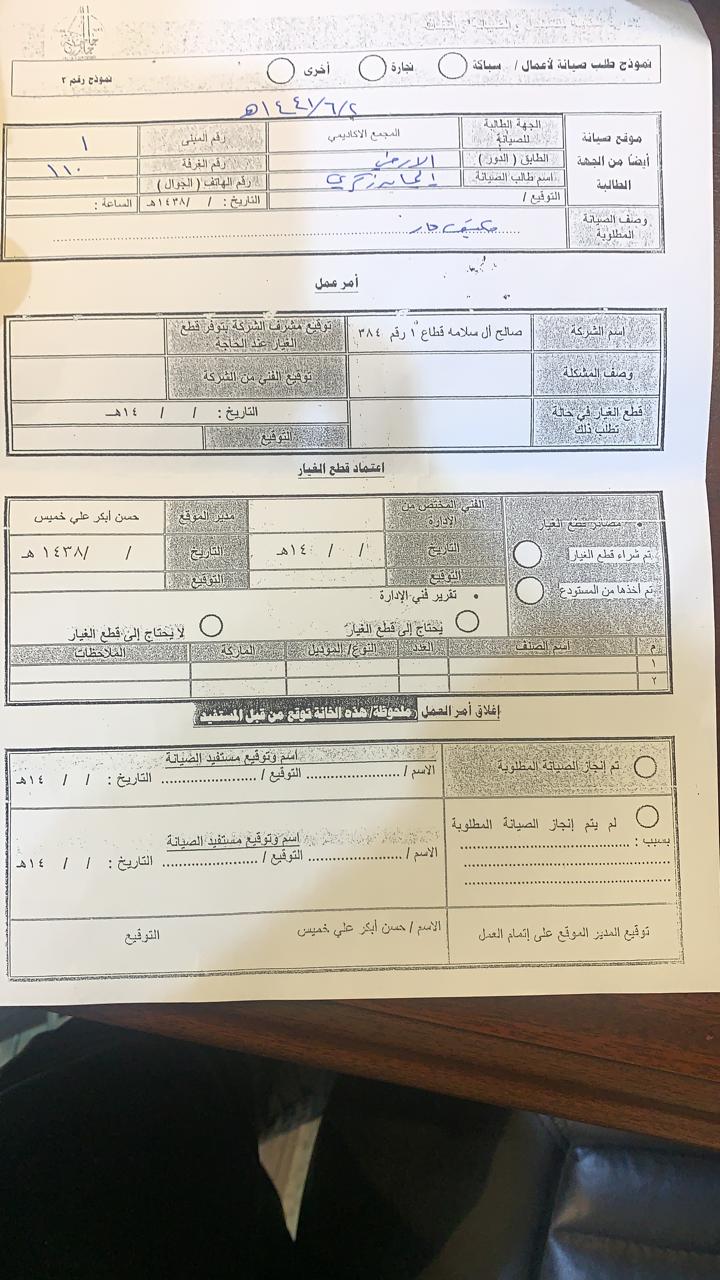 نموذج طلب صيانة لأعمال / سباكة نجارة أخرى
نموذج رقم ٢
١٤٤١/٦/٢هـ
موقع صيانة أيضاً من الجهة الطالبة
الجهة الطالبة للصيانة المجمع الاكاديمي رقم المبنى ١
الطابق ( الدور ) الارضي رقم الغرفة ١١٠
اسم طالب الصيانة رقم الهاتف ( الجوال )
التوقيع / التاريخ : / /١٤٣٨هـ الساعة :
وصف الصيانة المطلوبة مكيف حار
أمر عمل
اسم الشركة صالح أل سلامه قطاع ١ رقم ٣٨٤ توقيع مشرف الشركة بتوفر قطع الغيار عند الحاجة
وصف المشكلة توقيع الفني من الشركة
قطع الغيار في حالة تطلب ذلك التاريخ : / / ١٤هـ
التوقيع
اعتماد قطع الغيار
• مصادر قطع الغيار الفني المختص من الإدارة مدير الموقع حسن أبكر علي خميس
تم شراء قطع الغيار التاريخ / / ١٤هـ التاريخ / /١٤٣٨ هـ
تم أخذها من المستودع التوقيع التوقيع
• تقرير فني الإدارة
يحتاج إلى قطع الغيار لا يحتاج إلى قطع الغيار
م اسم الصنف العدد النوع/ الموديل الماركة الملاحظات
١
٢
إغلاق أمر العمل (ملحوظة/ هذه الخانة توقع من قبل المستفيد)
تم إنجاز الصيانة المطلوبة اسم وتوقيع مستفيد الصيانة
الاسم / التوقيع / التاريخ : / / ١٤هـ
لم يتم إنجاز الصيانة المطلوبة اسم وتوقيع مستفيد الصيانة
بسبب : الاسم / التوقيع / التاريخ : / / ١٤هـ
توقيع المدير الموقع على إتمام العمل الاسم / حسن أبكر علي خميس التوقيع